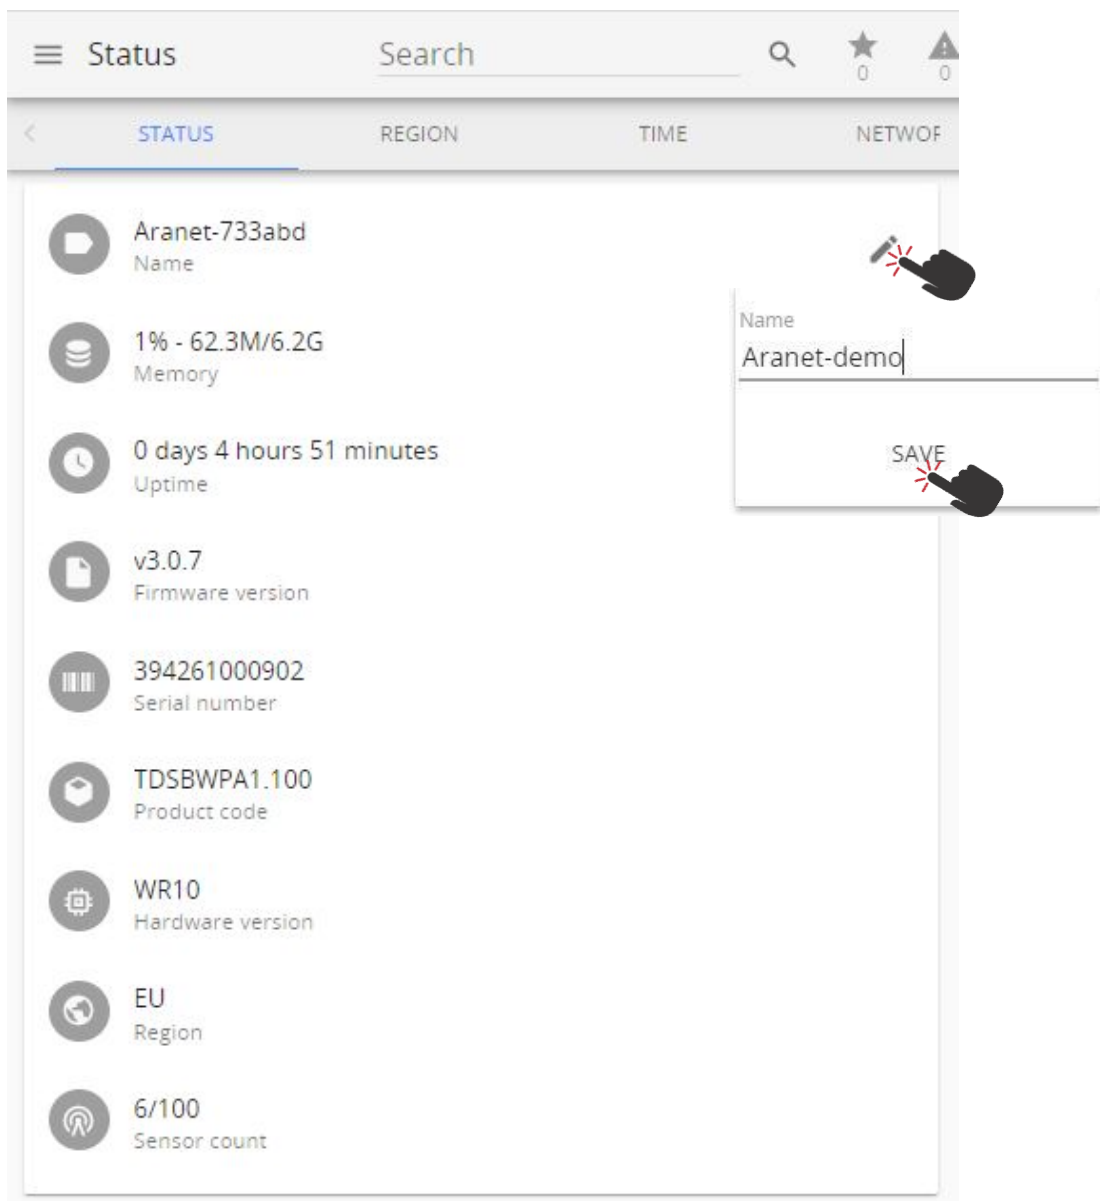 Status
Search
0
0
STATUS
REGION
TIME
NETWOR
Aranet-733abd
Name
1% - 62.3M/6.2G
Memory
0 days 4 hours 51 minutes
Uptime
v3.0.7
Firmware version
394261000902
Serial number
TDSBWPA1.100
Product code
WR10
Hardware version
EU
Region
6/100
Sensor count
Name
Aranet-demo
SAVE